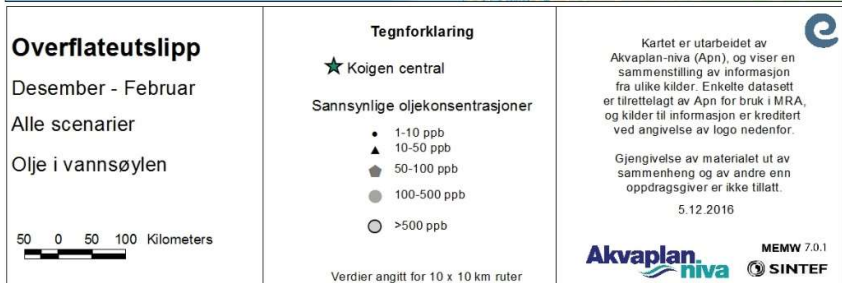 Overflateutslipp
Desember - Februar
Alle scenarier
Olje i vannsøylen
50 0 50 100 Kilometers
Tegnforklaring
Koigen central
Sannsynlige oljekonsentrasjoner
1-10 ppb
10-50 ppb
50-100 ppb
100-500 ppb
>500 ppb
Verdier angitt for 10 x 10 km ruter
Kartet er utarbeidet av
Akvaplan-niva (Apn), og viser en
sammenstilling av informasjon
fra ulike kilder. Enkelte datasett
er tilrettelagt av Apn for bruk i MRA,
og kilder til informasjon er kreditert
ved angivelse av logo nedenfor.
Gjengivelse av materialet ut av
sammenheng og av andre enn
oppdragsgiver er ikke tillatt.
5.12.2016
Akvaplan
niva
MEMW 7.0.1
SINTEF